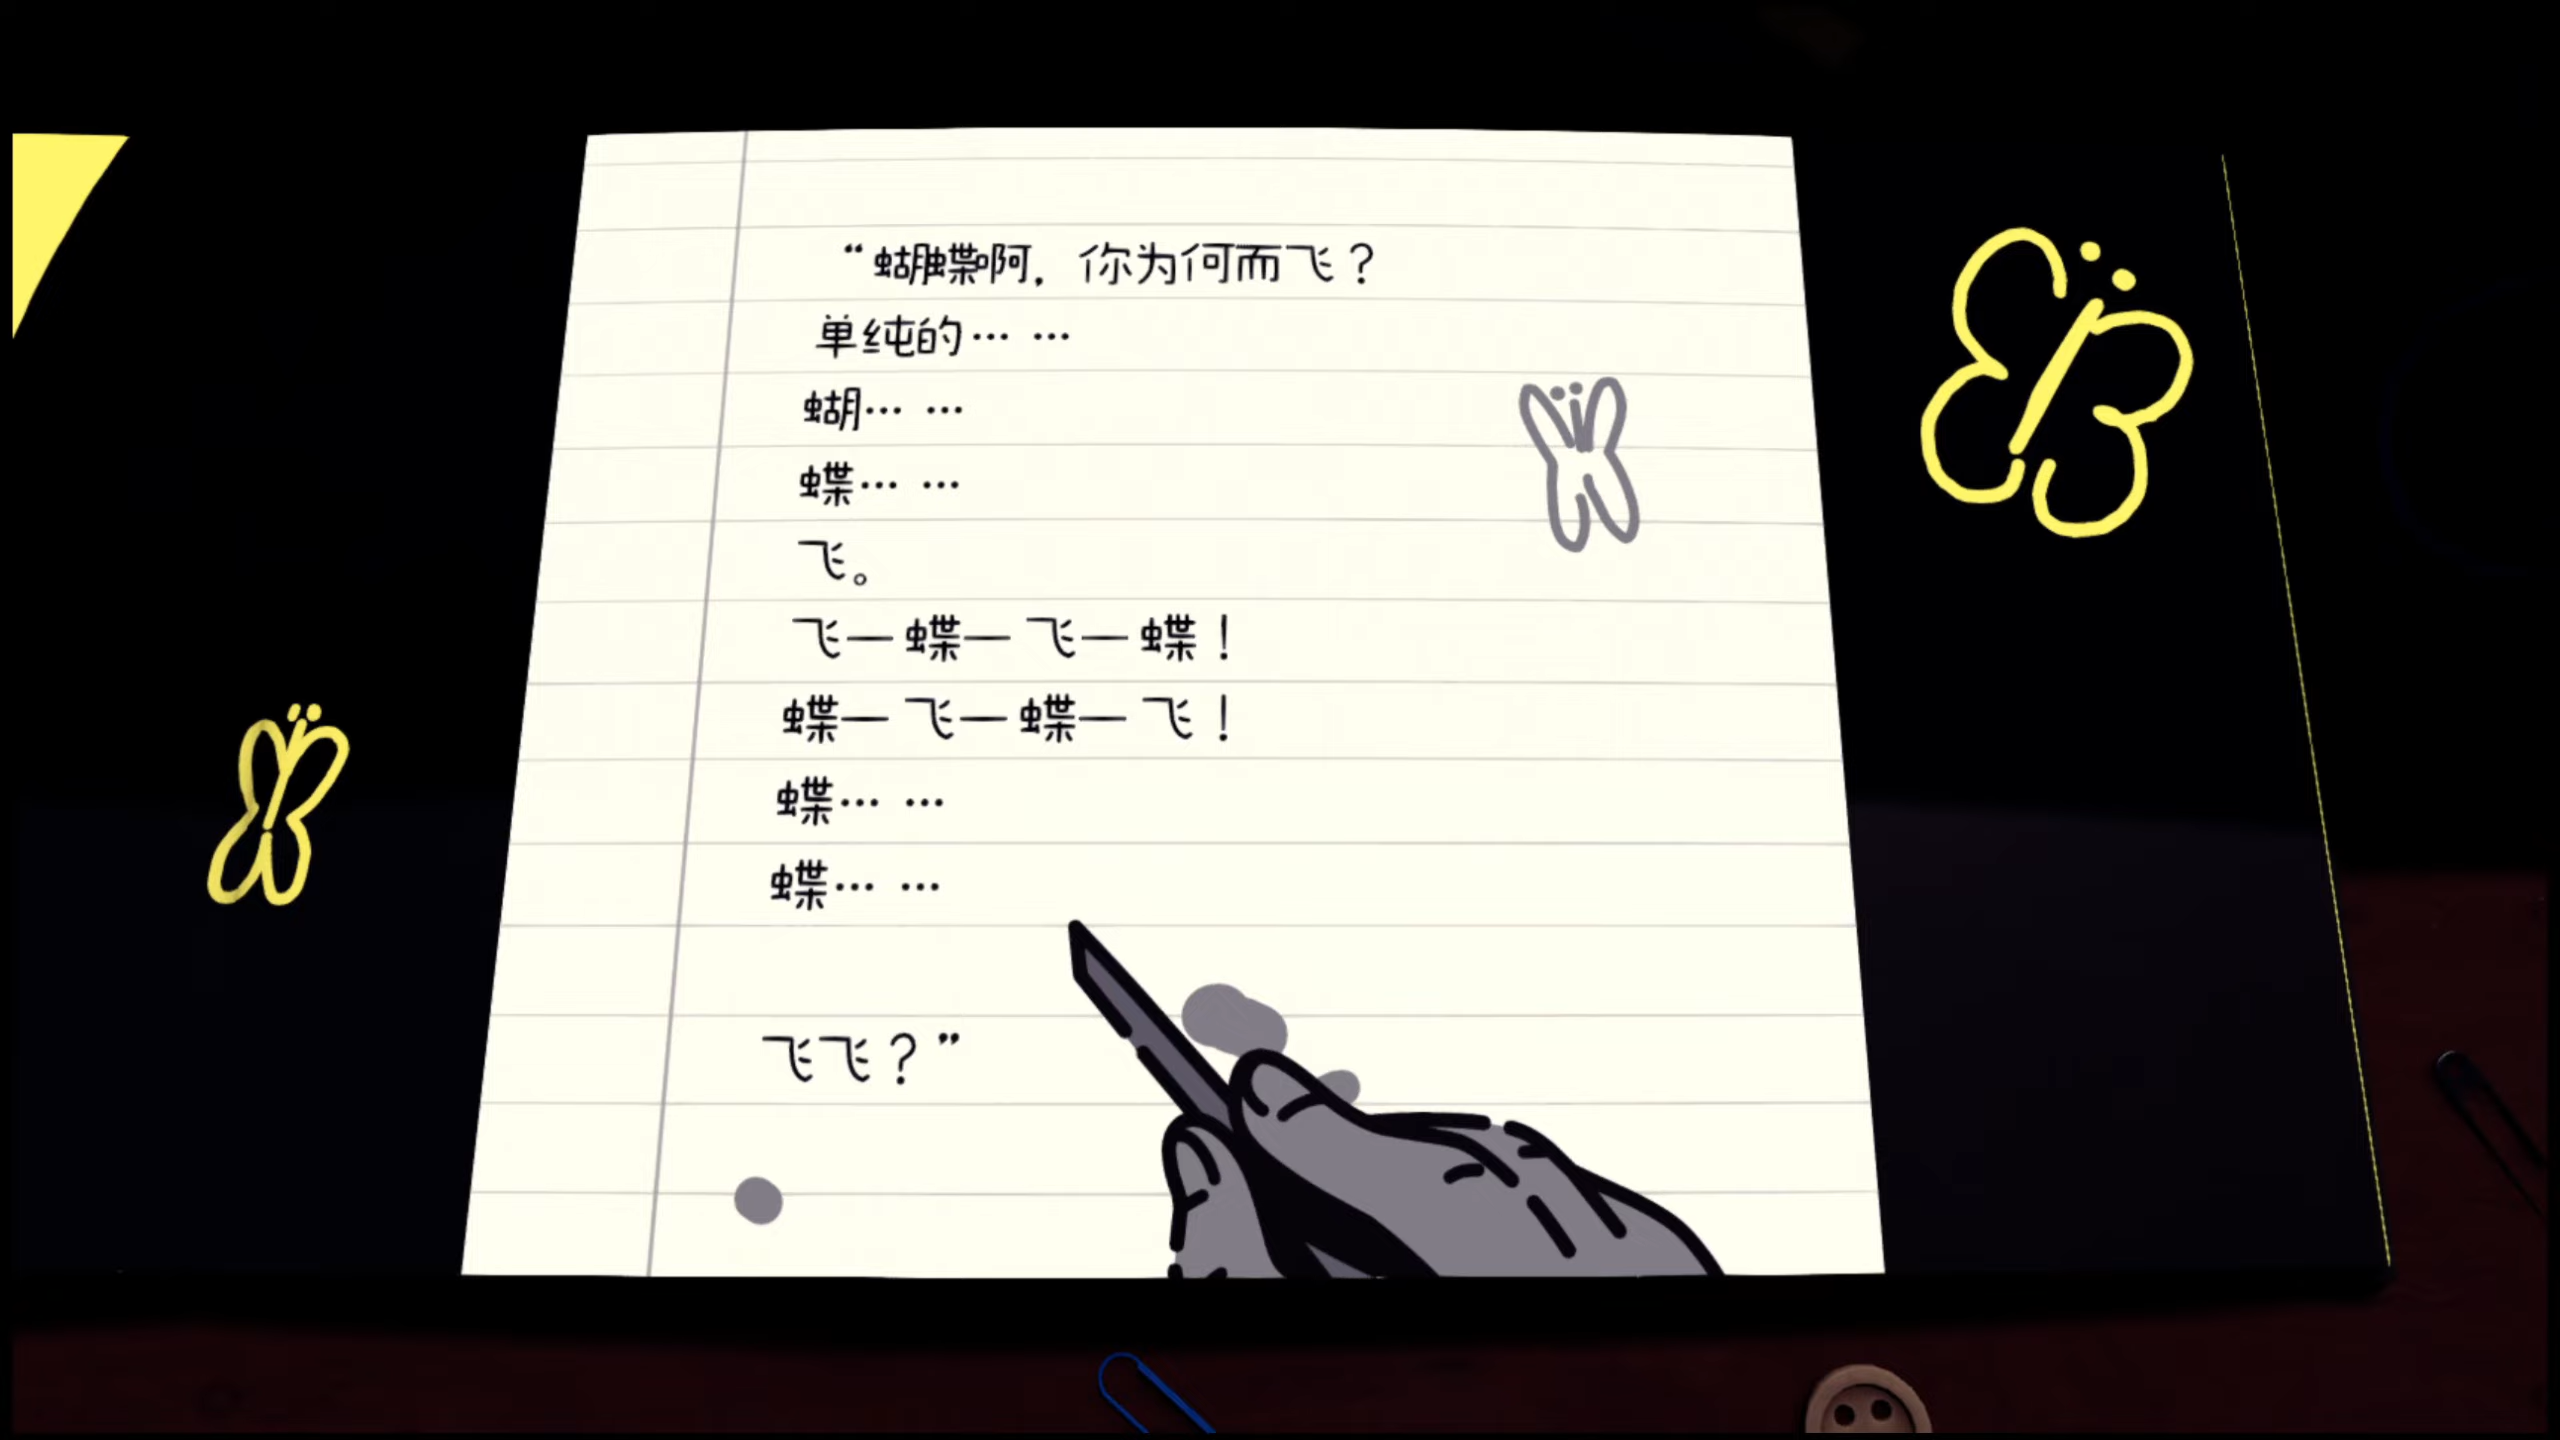 “蝴蝶啊，你为何而飞？
单纯的… …
蝴… …
蝶… …
飞。
飞—蝶—飞—蝶！
蝶—飞—蝶—飞！
蝶… …
蝶… …
飞飞？”